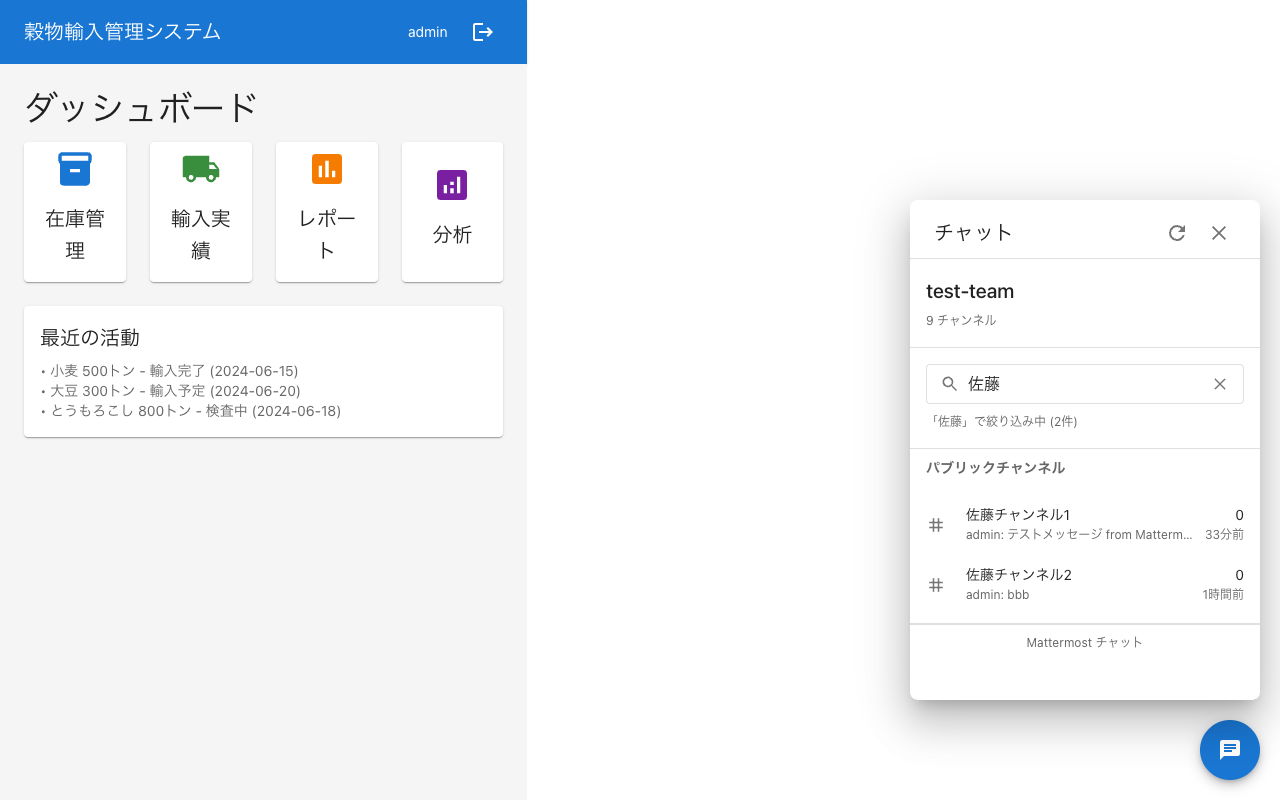 穀物輸入管理システム
admin
ダッシュボード
在庫管
理
輸入実
績
レポー
ト
分析
最近の活動
• 小麦 500トン - 輸入完了 (2024-06-15)
• 大豆 300トン - 輸入予定 (2024-06-20)
• とうもろこし 800トン - 検査中 (2024-06-18)
チャット
test-team
9 チャンネル
佐藤
「佐藤」で絞り込み中 (2件)
パブリックチャンネル
佐藤チャンネル1 0
admin: テストメッセージ from Matterm... 33分前
佐藤チャンネル2 0
admin: bbb 1時間前
Mattermost チャット